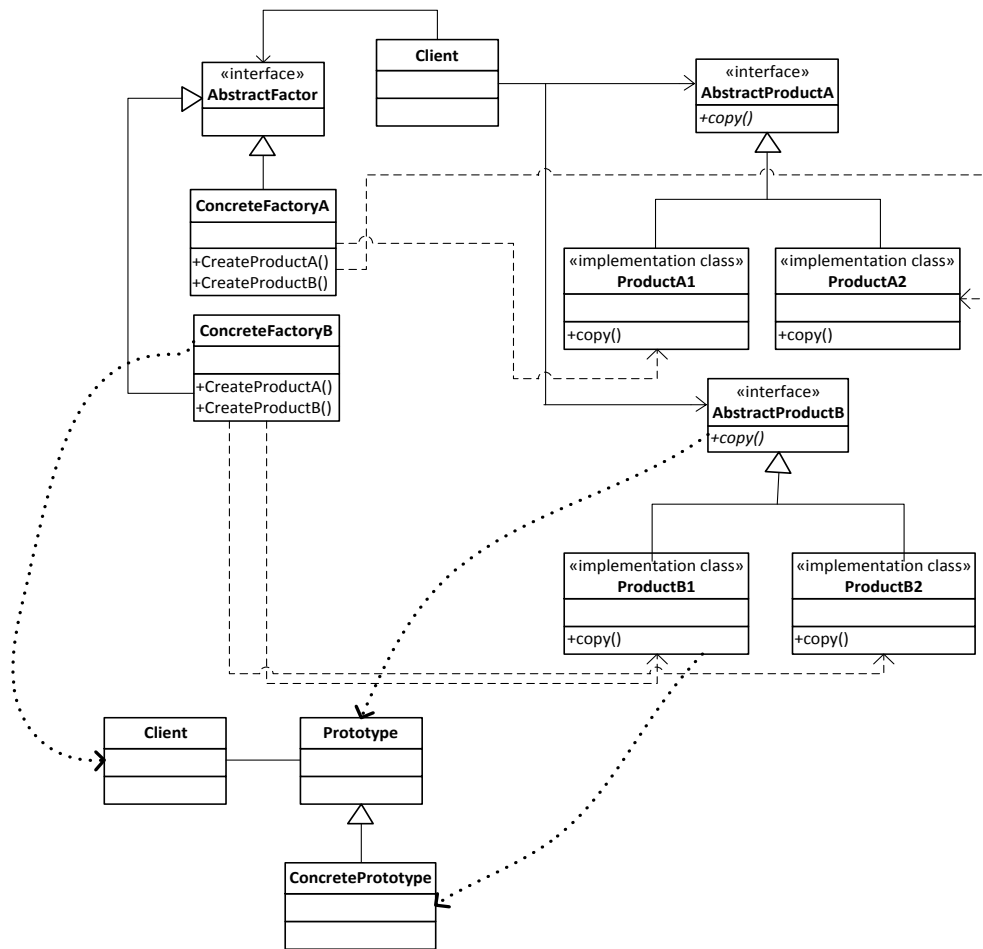 Client
«interface»
AbstractFactor
«interface»
AbstractProductA
+copy()
ConcreteFactoryA
+CreateProductA()
+CreateProductB()
«implementation class»
ProductA1
+copy()
«implementation class»
ProductA2
+copy()
ConcreteFactoryB
+CreateProductA()
+CreateProductB()
«interface»
AbstractProductB
+copy()
«implementation class»
ProductB1
+copy()
«implementation class»
ProductB2
+copy()
Client
Prototype
ConcretePrototype